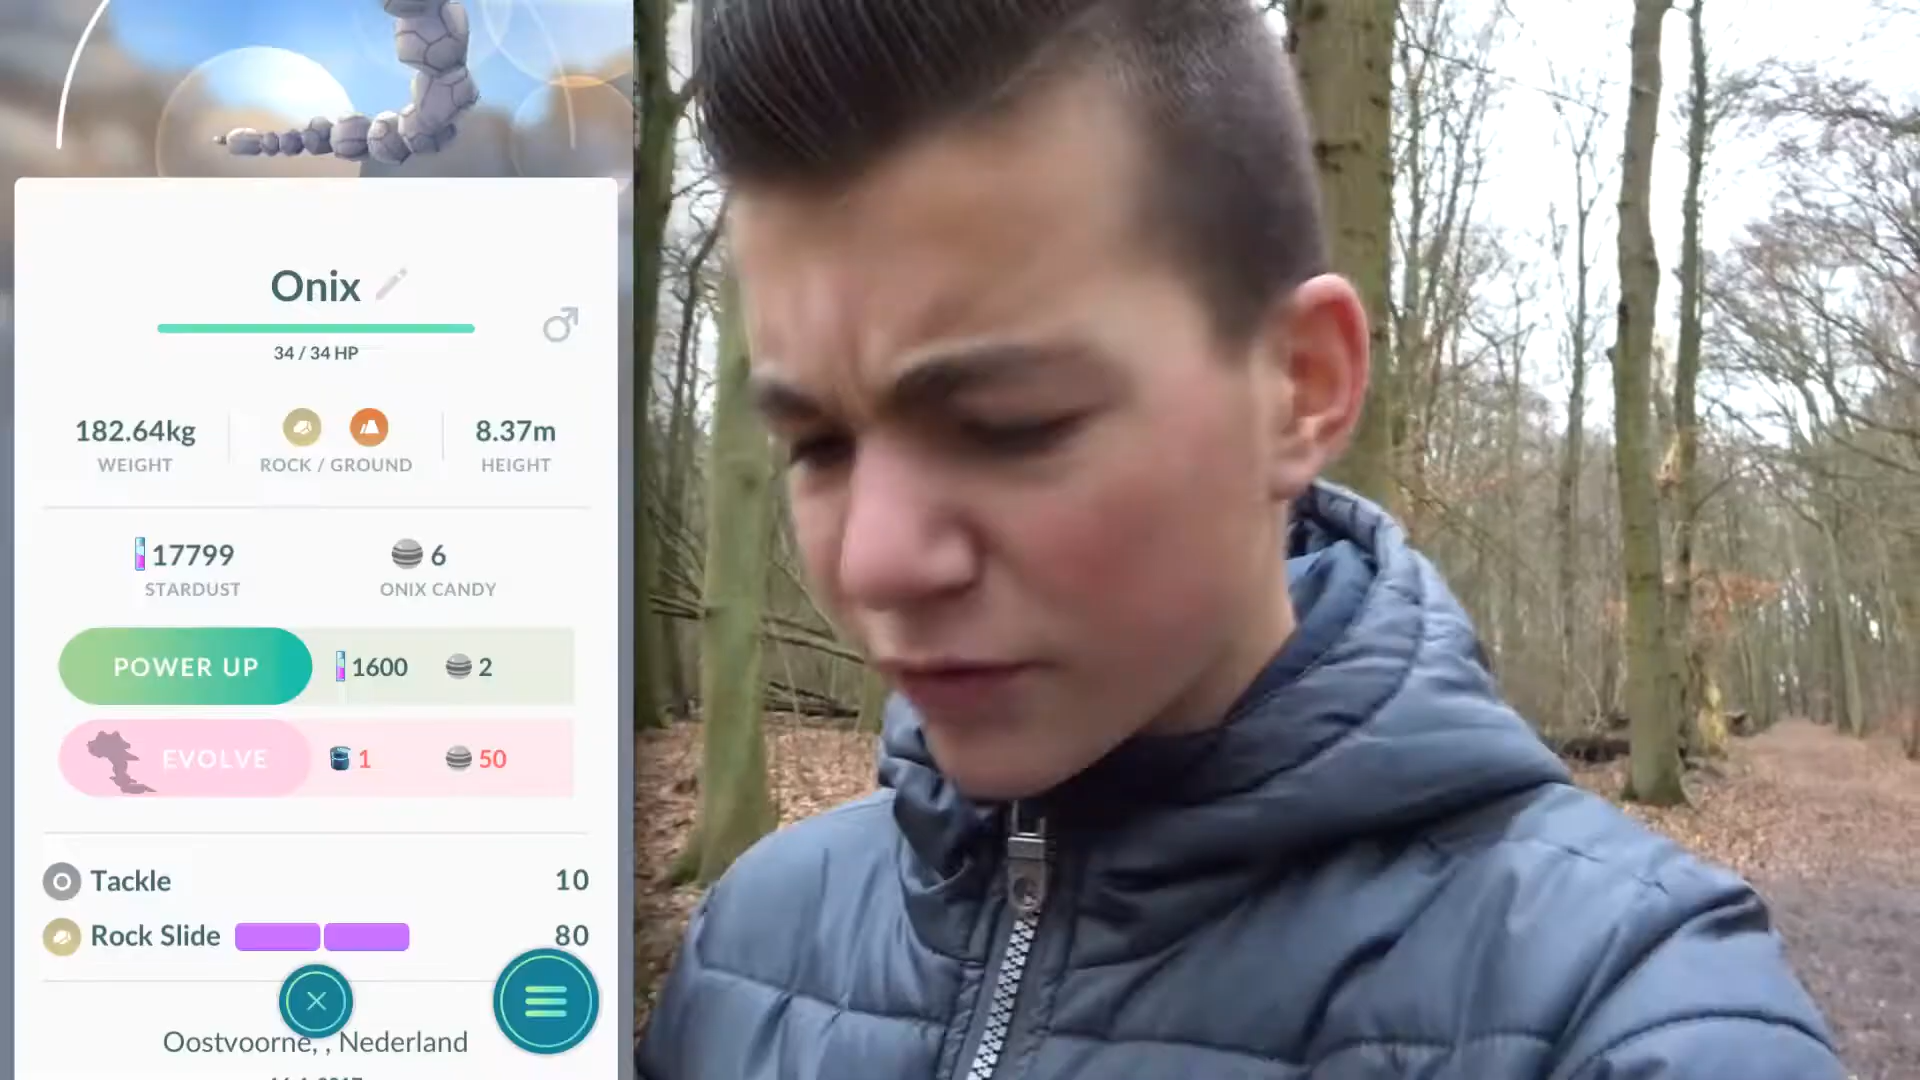 Onix
34 / 34 HP
182.64kg
WEIGHT
ROCK / GROUND
8.37m
HEIGHT
17799
STARDUST
6
ONIX CANDY
POWER UP 1600 2
EVOLVE 1 50
Tackle 10
Rock Slide 80
Oostvoorne, , Nederland